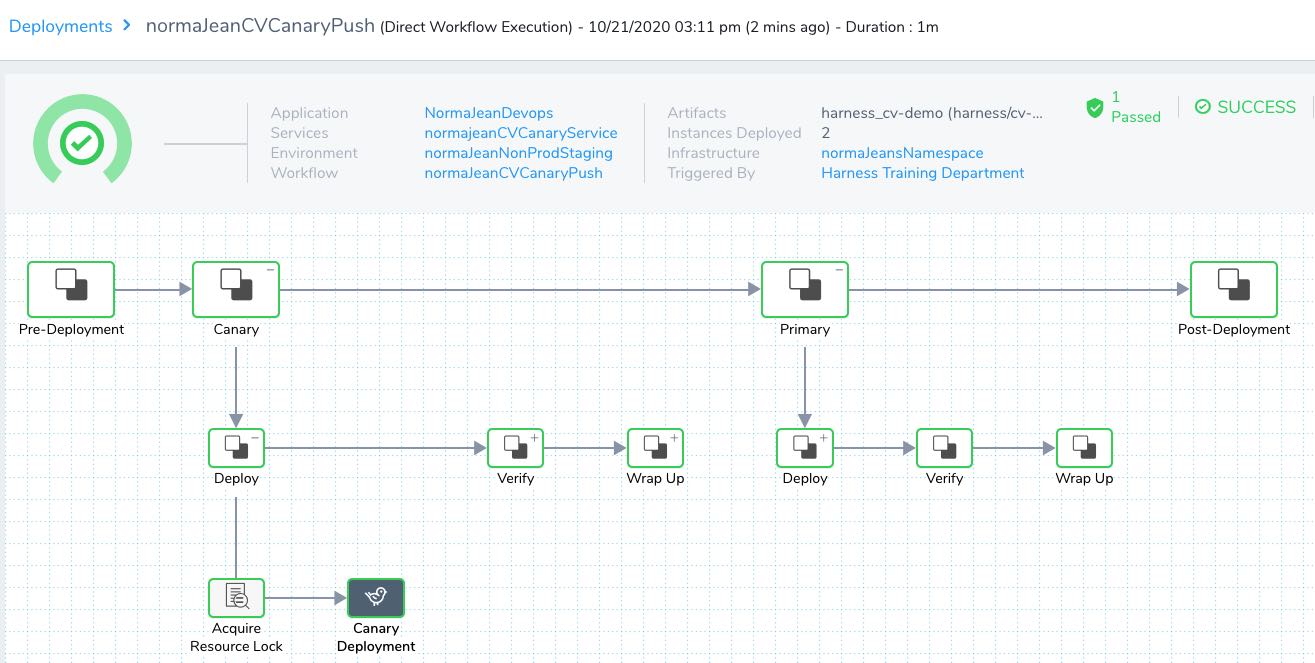 Deployments > normaJeanCVCanaryPush (Direct Workflow Execution) - 10/21/2020 03:11 pm (2 mins ago) - Duration : 1m
Application NormaJeanDevops
Services normajeanCVCanaryService
Environment normaJeanNonProdStaging
Workflow normaJeanCVCanaryPush
Artifacts harness_cv-demo (harness/cv-...
Instances Deployed 2
Infrastructure normaJeansNamespace
Triggered By Harness Training Department
1
Passed
SUCCESS
Pre-Deployment Canary Primary Post-Deployment
Deploy Verify Wrap Up Deploy Verify Wrap Up
Acquire
Resource Lock
Canary
Deployment